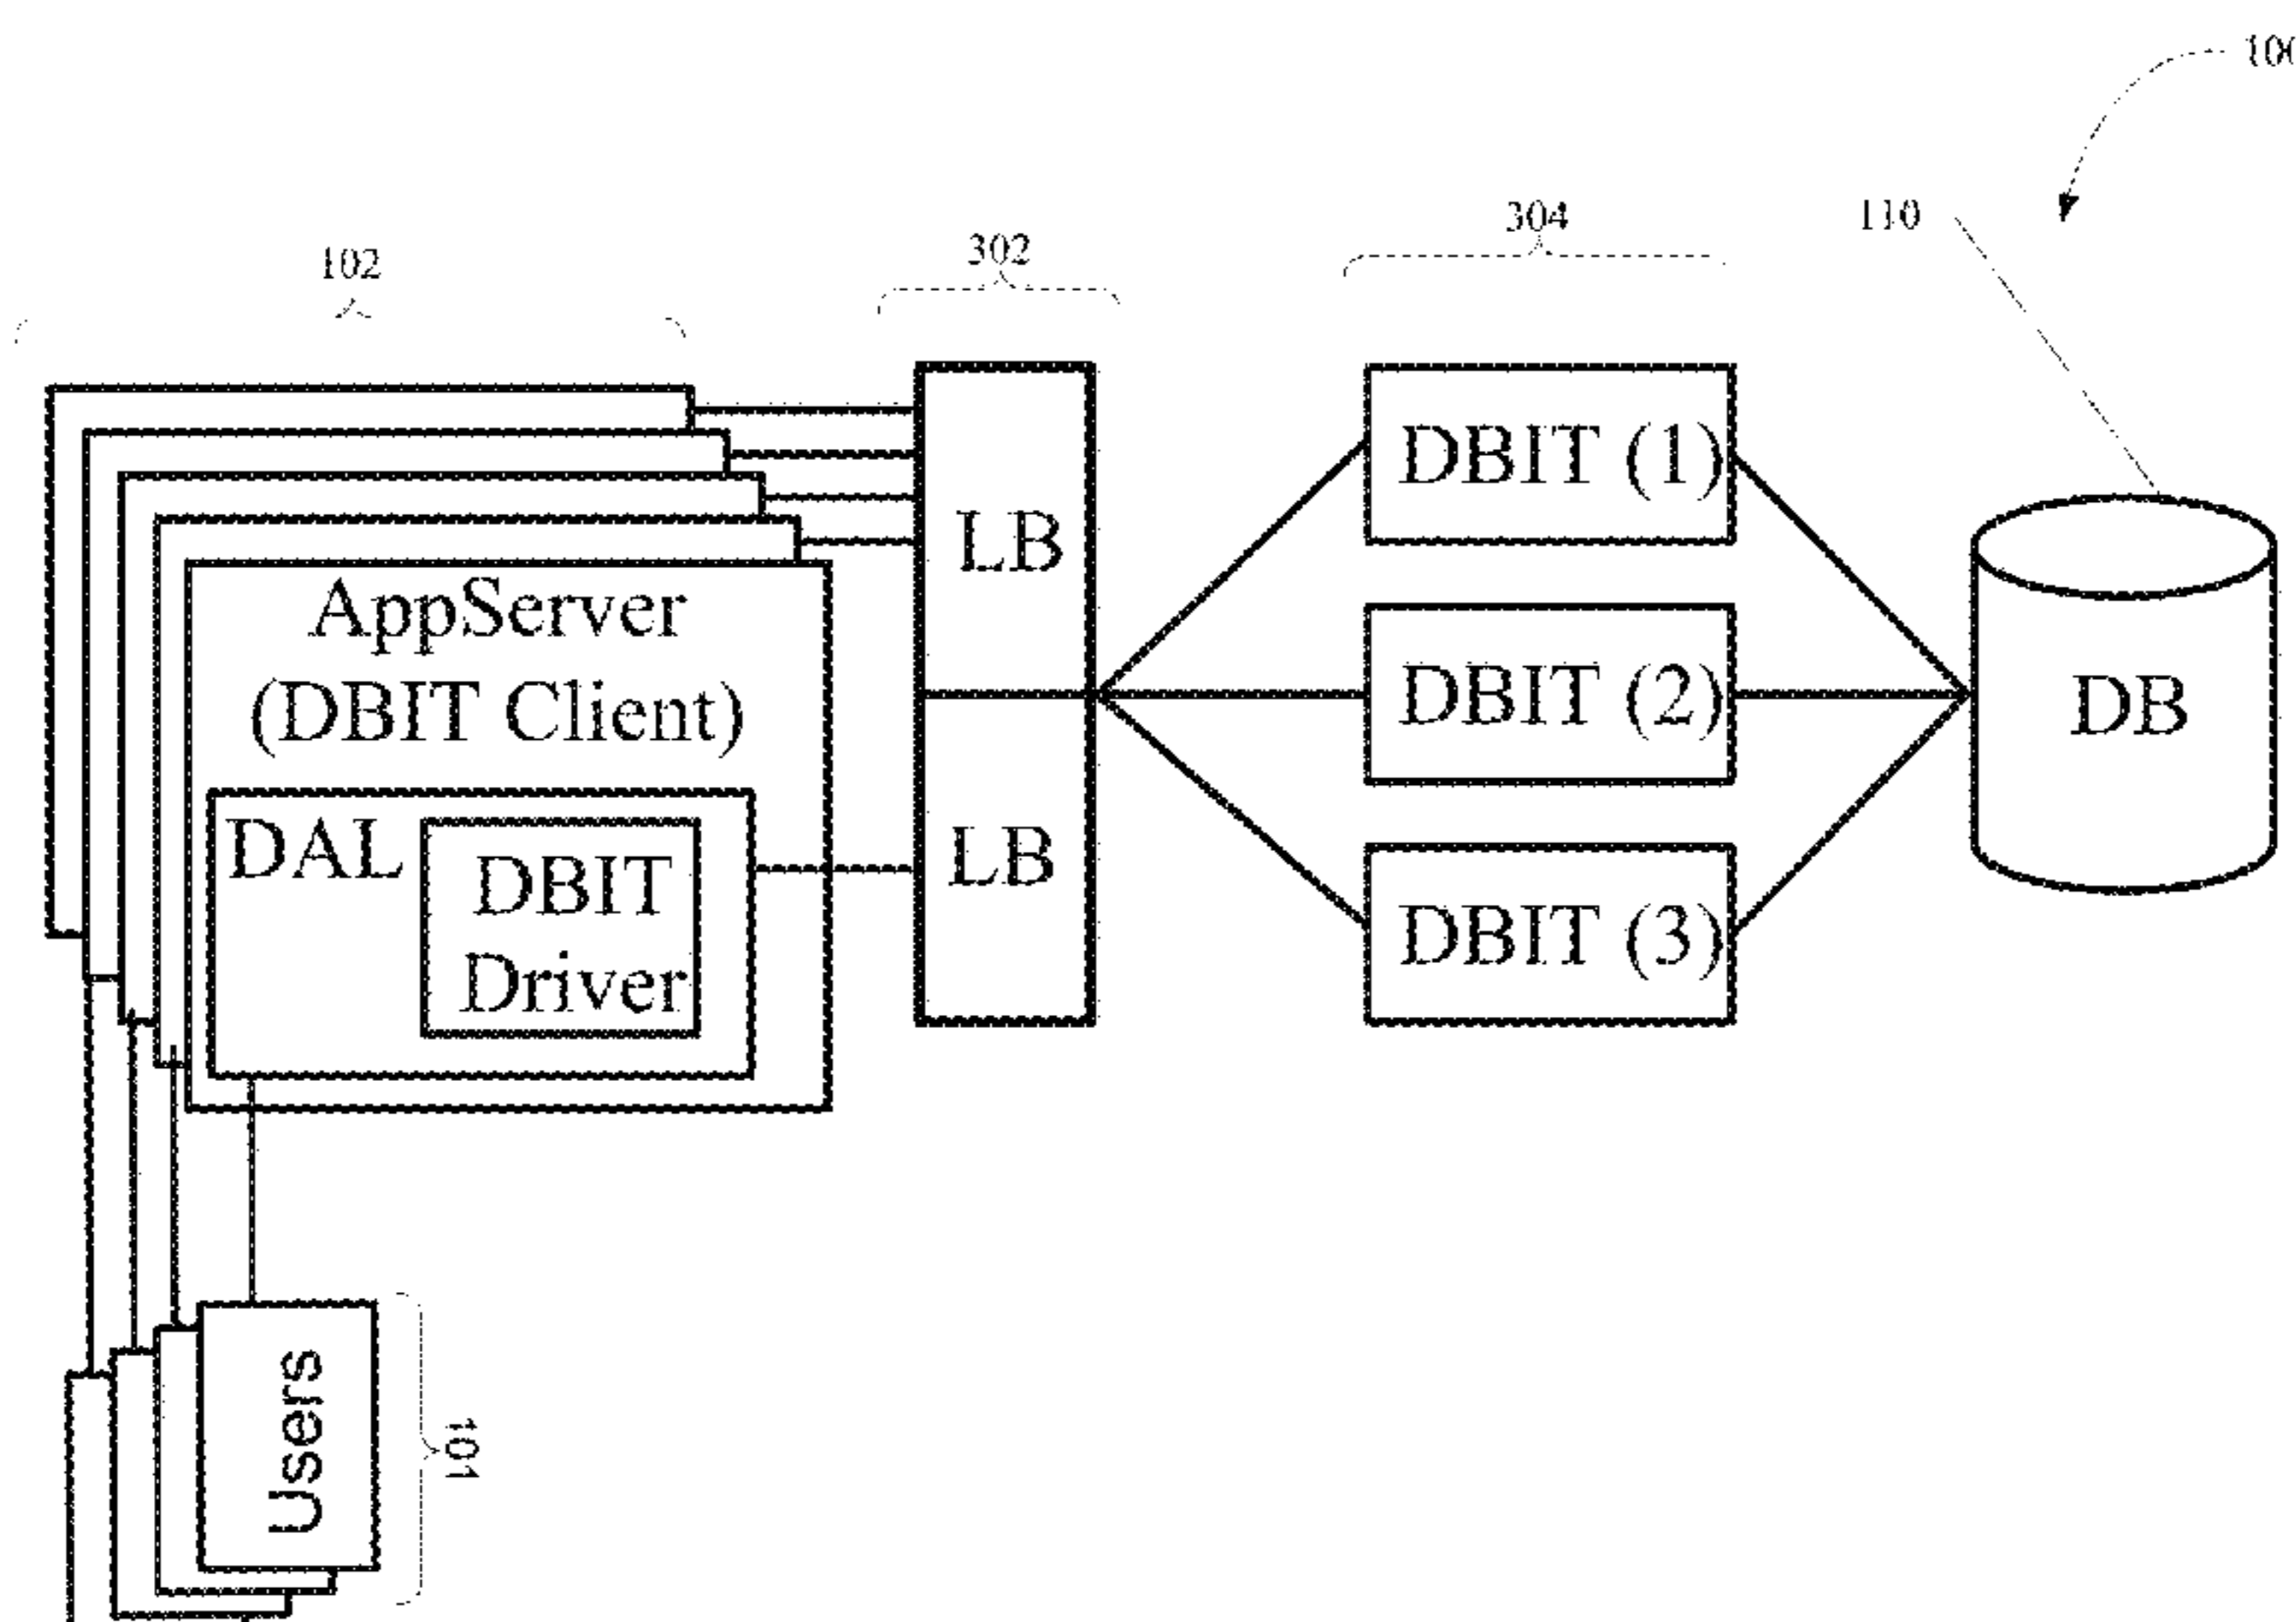 304
110
302
102
DBIT (1)
LB
AppServer
(DBIT Client)
DBIT (2)
DB
DAL
DBIT
Driver
LB
DBIT (3)
Users
101